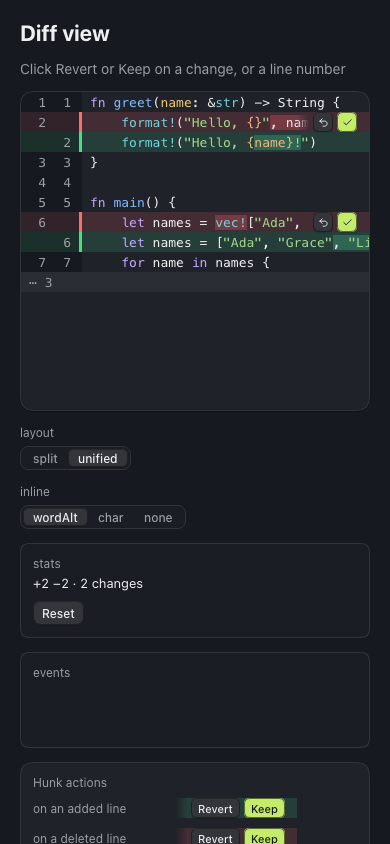 Diff view
Click Revert or Keep on a change, or a line number
1 1 fn greet(name: &str) -> String {
2 format!("Hello, {}", nam
2 format!("Hello, {name}!")
3 3 }
4 4
5 5 fn main() {
6 let names = vec!["Ada",
6 let names = ["Ada", "Grace", "Li
7 7 for name in names {
⋯ 3
layout
split unified
inline
wordAlt char none
stats
+2 −2 · 2 changes
Reset
events
Hunk actions
on an added line Revert Keep
on a deleted line Revert Keep